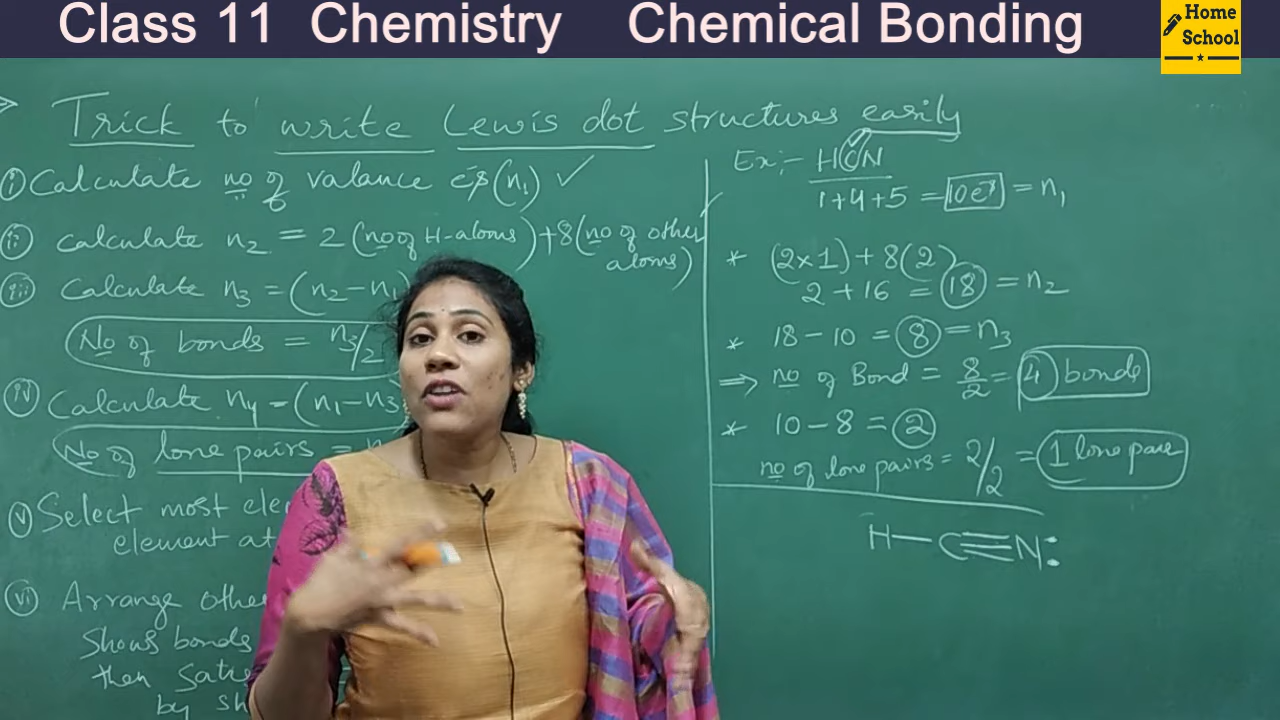 Class 11 Chemistry Chemical Bonding
Home
School
Trick to write Lewis dot structures easily
(i) Calculate no of valance e⁻s (n₁) ✓
(ii) Calculate n₂ = 2 (no of H-atoms) + 8 (no of other
atoms)
(iii) Calculate n₃ = (n₂ - n₁)
No of bonds = n₃/2
(iv) Calculate n₄ = (n₁ - n₃
No of lone pairs =
(v) Select most
element
(vi) Arrange other
Shows bonds
then
by
Ex:- HCN
1+4+5 = 10e⁻s = n₁
* (2×1) + 8(2)
2 + 16 = 18 = n₂
* 18 - 10 = 8 = n₃
⇒ no of Bond = 8/2 = 4 bonds
* 10 - 8 = 2
no of lone pairs = 2/2 = 1 lone pair
H-C≡N: